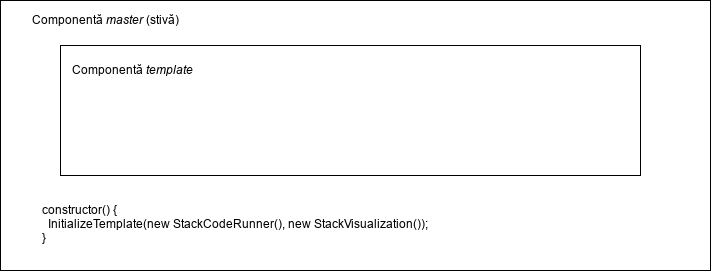 Componentă master (stivă)
Componentă template
constructor() {
InitializeTemplate(new StackCodeRunner(), new StackVisualization());
}